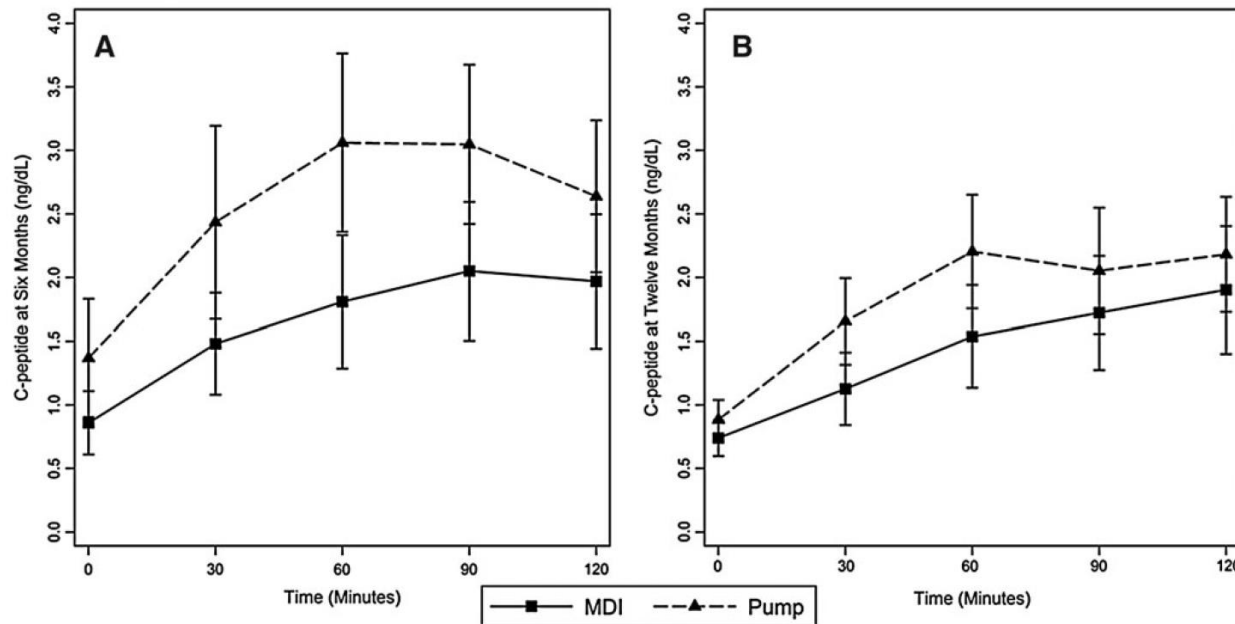 A
C-peptide at Six Months (ng/dL)
4.0
3.5
3.0
2.5
2.0
1.5
1.0
0.5
0.0
0 30 60 90 120
Time (Minutes)
B
C-peptide at Twelve Months (ng/dL)
4.0
3.5
3.0
2.5
2.0
1.5
1.0
0.5
0.0
0 30 60 90 120
Time (Minutes)
MDI Pump